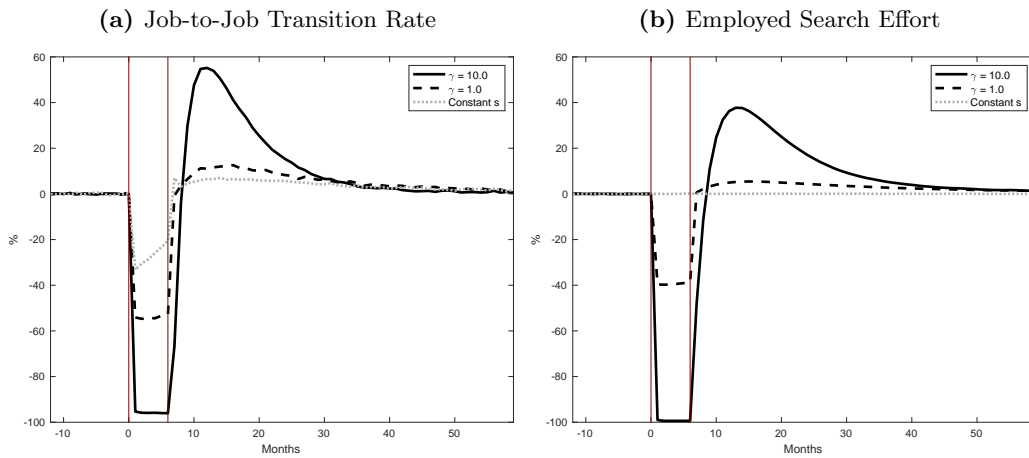 (a) Job-to-Job Transition Rate
60
40
20
0
-20
-40
-60
-80
-100
%
-10 0 10 20 30 40 50
Months
γ = 10.0
γ = 1.0
Constant s
(b) Employed Search Effort
60
40
20
0
-20
-40
-60
-80
-100
%
-10 0 10 20 30 40 50
Months
γ = 10.0
γ = 1.0
Constant s